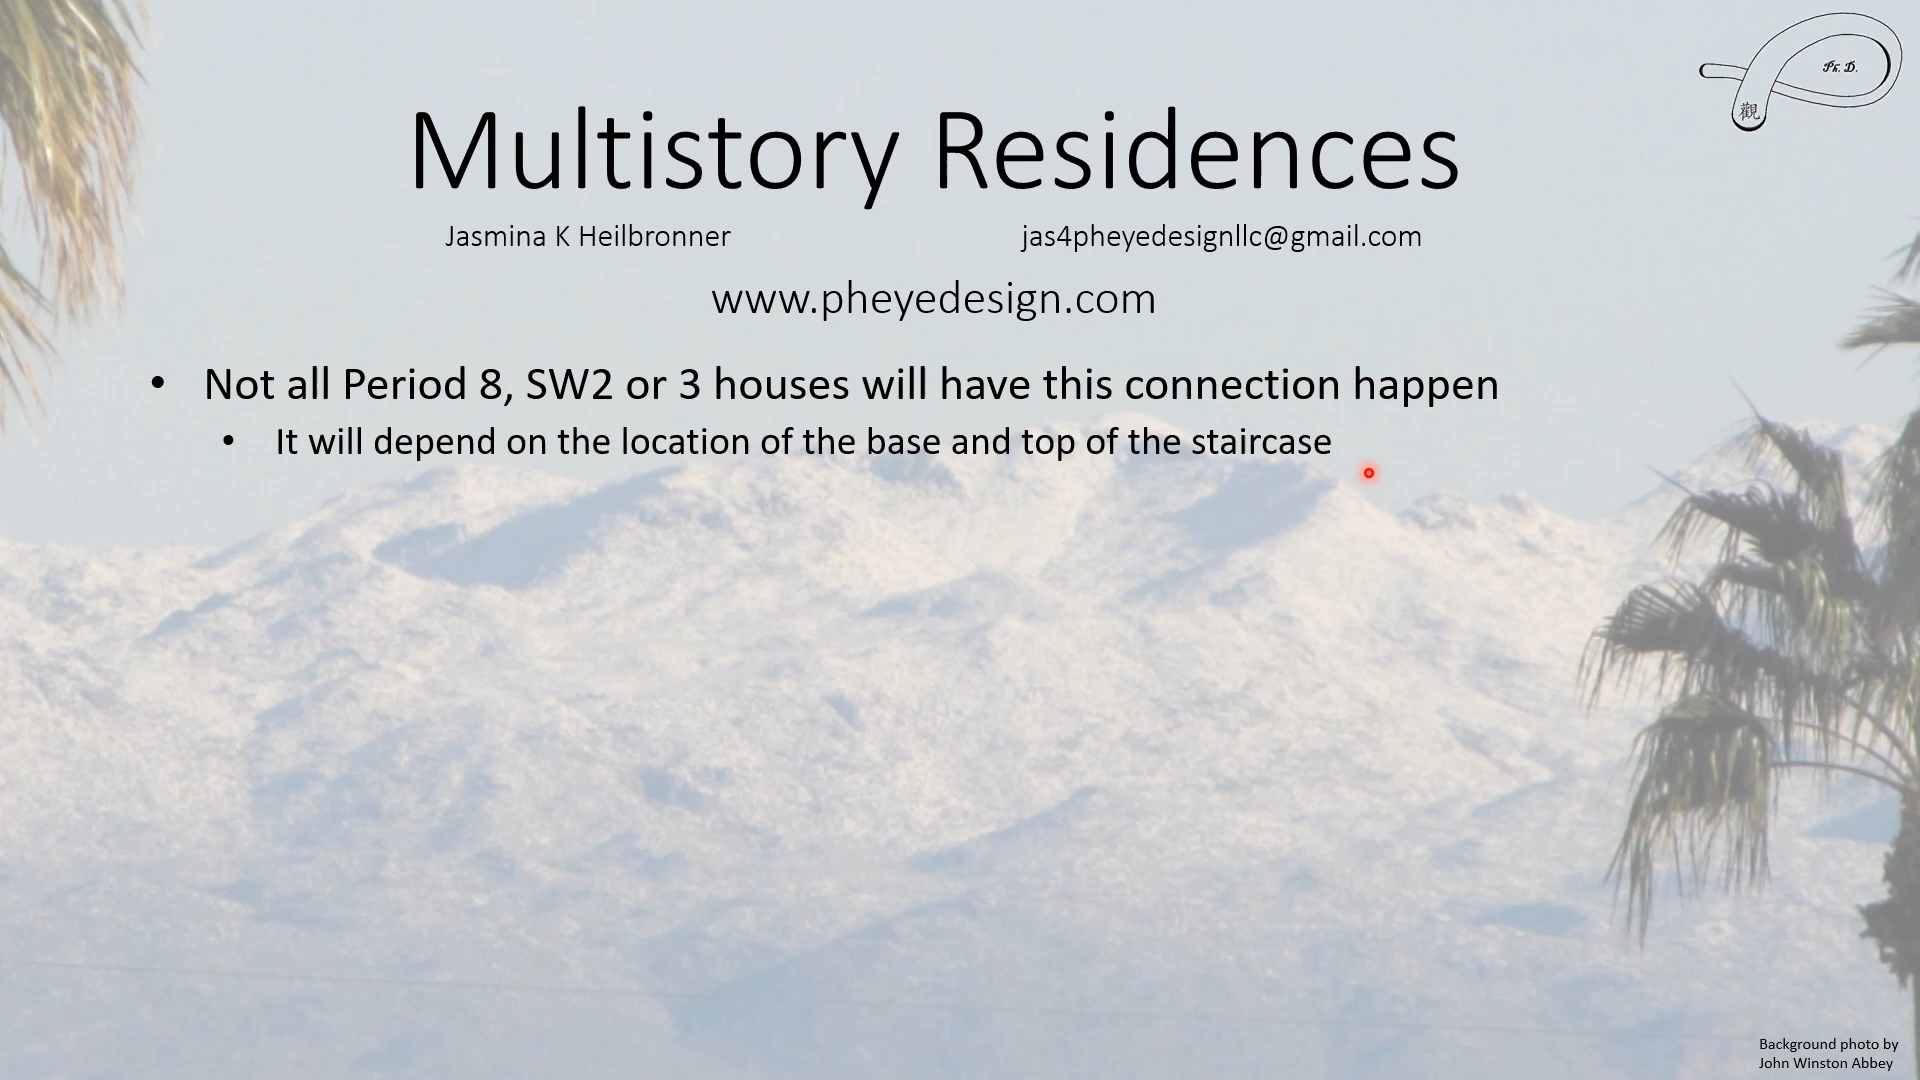 Ph.D.
觀
Multistory Residences
Jasmina K Heilbronner jas4pheyedesignllc@gmail.com
www.pheyedesign.com
• Not all Period 8, SW2 or 3 houses will have this connection happen
• It will depend on the location of the base and top of the staircase
Background photo by
John Winston Abbey